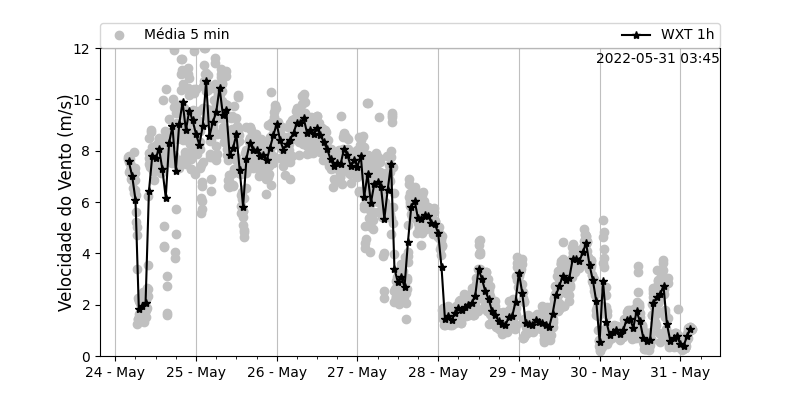 Média 5 min
WXT 1h
2022-05-31 03:45
Velocidade do Vento (m/s)
12
10
8
6
4
2
0
24 - May
25 - May
26 - May
27 - May
28 - May
29 - May
30 - May
31 - May